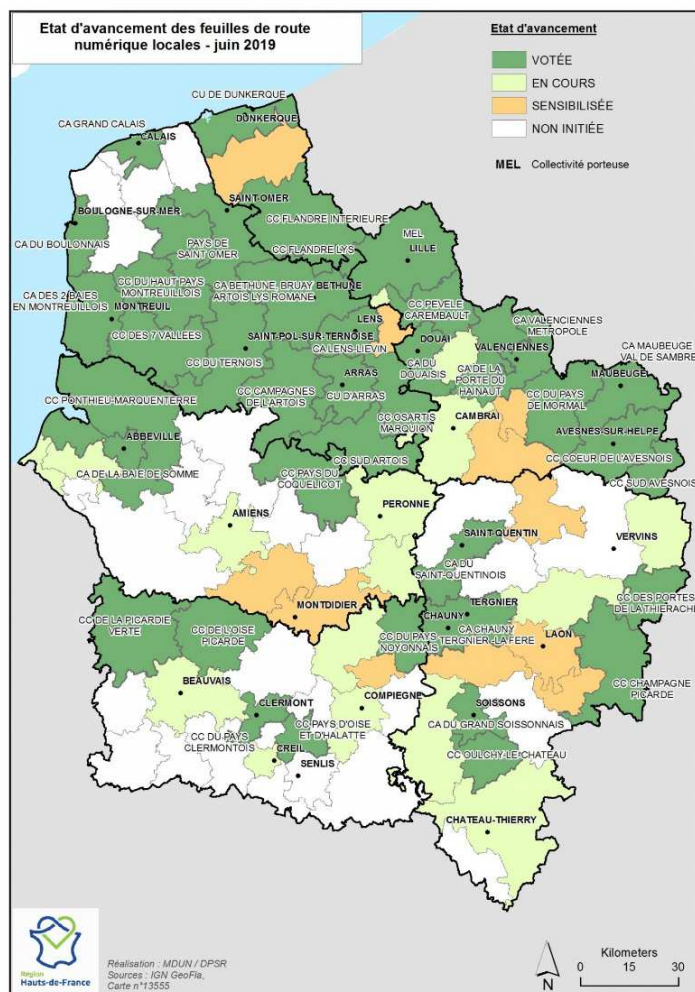 Etat d'avancement des feuilles de route
numérique locales - juin 2019
Etat d'avancement
VOTÉE
EN COURS
SENSIBILISÉE
NON INITIÉE
MEL Collectivité porteuse
CU DE DUNKERQUE
DUNKERQUE
CA GRAND CALAIS
CALAIS
SAINT-OMER
BOULOGNE-SUR-MER
CC FLANDRE INTERIEURE
CA DU BOULONNAIS
PAYS DE
SAINT OMER
CC FLANDRE LYS
MEL
LILLE
CC DU HAUT PAYS
MONTREUILLOIS
CA BETHUNE, BRUAY
ARTOIS LYS ROMANE
BETHUNE
CA DES 2 BAIES
EN MONTREUILLOIS
MONTREUIL
CC PEVELE
CAREMBAULT
LENS
CA VALENCIENNES
METROPOLE
CC DES 7 VALLEES
SAINT-POL-SUR-TERNOISE
CA LENS-LIEVIN
DOUAI
VALENCIENNES
CA MAUBEUGE
VAL DE SAMBRE
CC DU TERNOIS
CA DU
DOUAISIS
CA DE LA
PORTE DU
HAINAUT
MAUBEUGE
ARRAS
CU D'ARRAS
CC DU PAYS
DE MORMAL
CC PONTHIEU-MARQUENTERRE
CC CAMPAGNES
DE L'ARTOIS
CC OSARTIS
MARQUION
CAMBRAI
AVESNES-SUR-HELPE
CC COEUR DE L'AVESNOIS
ABBEVILLE
CA DE LA BAIE DE SOMME
CC SUD ARTOIS
CC SUD AVESNOIS
CC PAYS DU
COQUELICOT
AMIENS
PERONNE
SAINT-QUENTIN
VERVINS
CA DU
SAINT-QUENTINOIS
MONTDIDIER
CC DES PORTES
DE LA THIERACHE
CC DE LA PICARDIE
VERTE
CC DE L'OISE
PICARDE
CC DU PAYS
NOYONNAIS
CHAUNY
TERGNIER
CA CHAUNY
TERGNIER-LA FERE
LAON
BEAUVAIS
COMPIEGNE
CC CHAMPAGNE
PICARDE
CLERMONT
CC PAYS D'OISE
ET D'HALATTE
SOISSONS
CA DU GRAND SOISSONNAIS
CC DU PAYS
CLERMONTOIS
CREIL
SENLIS
CC OULCHY LE CHATEAU
CHATEAU-THIERRY
Région
Hauts-de-France
Réalisation : MDUN / DPSR
Sources : IGN GeoFla,
Carte n°13555
N
Kilometers
0 15 30